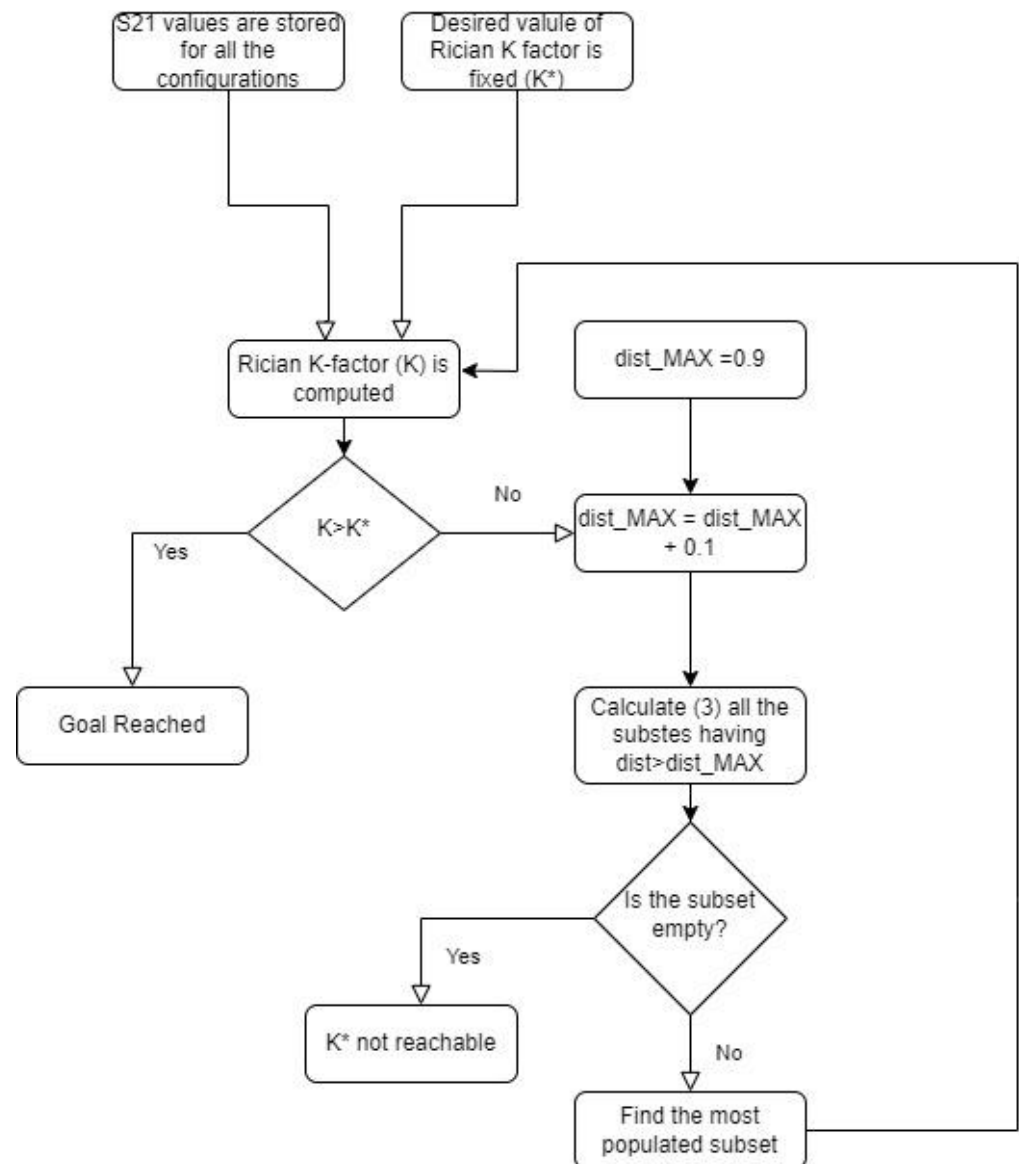 S21 values are stored
for all the
configurations
Desired valule of
Rician K factor is
fixed (K*)
Rician K-factor (K) is
computed
dist_MAX =0.9
K>K*
No
Yes
dist_MAX = dist_MAX
+ 0.1
Goal Reached
Calculate (3) all the
substes having
dist>dist_MAX
Is the subset
empty?
Yes
K* not reachable
No
Find the most
populated subset